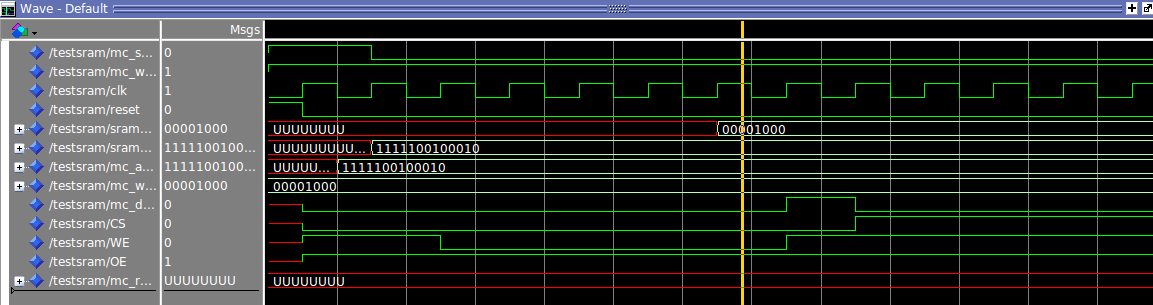 Wave - Default
Msgs
/testsram/mc_s... 0
/testsram/mc_w... 1
/testsram/clk 1
/testsram/reset 0
/testsram/sram... 00001000 UUUUUUUU 00001000
/testsram/sram... 1111100100... UUUUUUUUU... 1111100100010
/testsram/mc_a... 1111100100... UUUUU... 1111100100010
/testsram/mc_w... 00001000 00001000
/testsram/mc_d... 0
/testsram/CS 0
/testsram/WE 0
/testsram/OE 1
/testsram/mc_r... UUUUUUUU UUUUUUUU